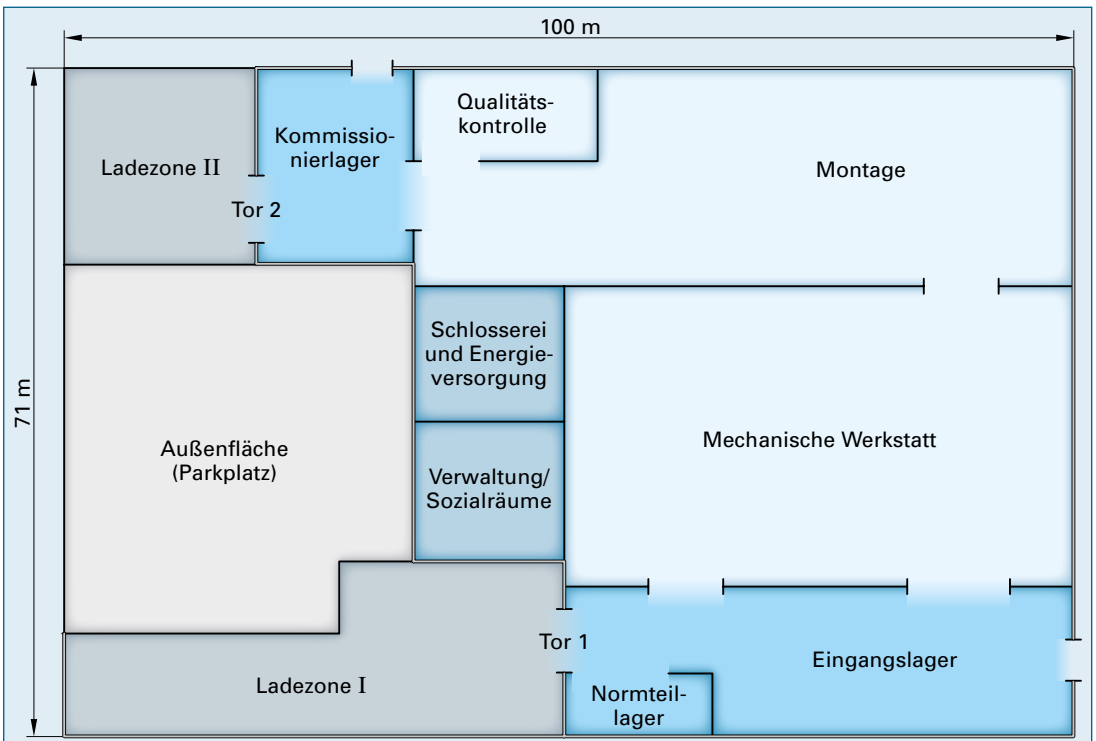 100 m
71 m
Qualitäts-
kontrolle
Kommissio-
nierlager
Ladezone II
Montage
Tor 2
Schlosserei
und Energie-
versorgung
Mechanische Werkstatt
Außenfläche
(Parkplatz)
Verwaltung/
Sozialräume
Tor 1
Eingangslager
Ladezone I
Normteil-
lager